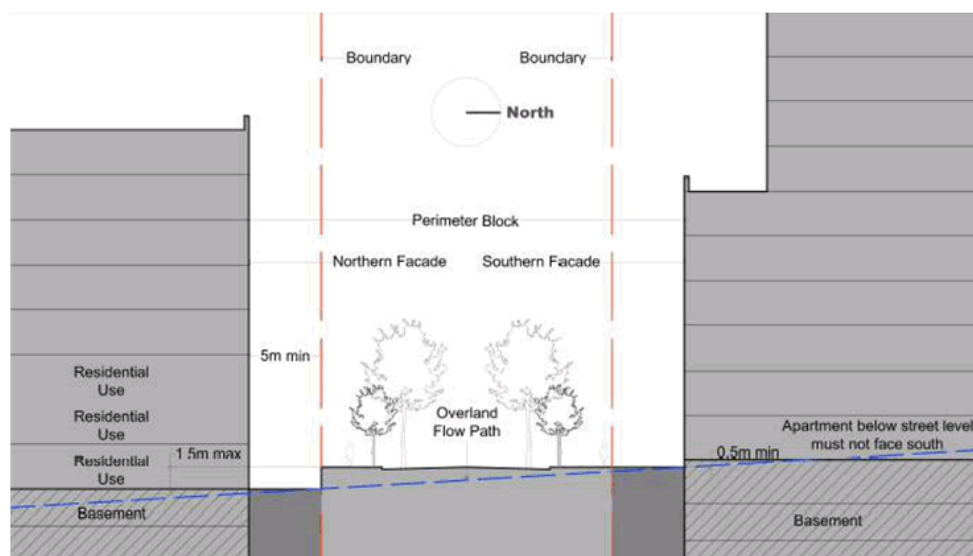 Boundary
Boundary
North
Perimeter Block
Northern Facade
Southern Facade
5m min
Residential
Use
Residential
Use
Residential
Use
1.5m max
Overland
Flow Path
Apartment below street level
must not face south
0.5m min
Basement
Basement